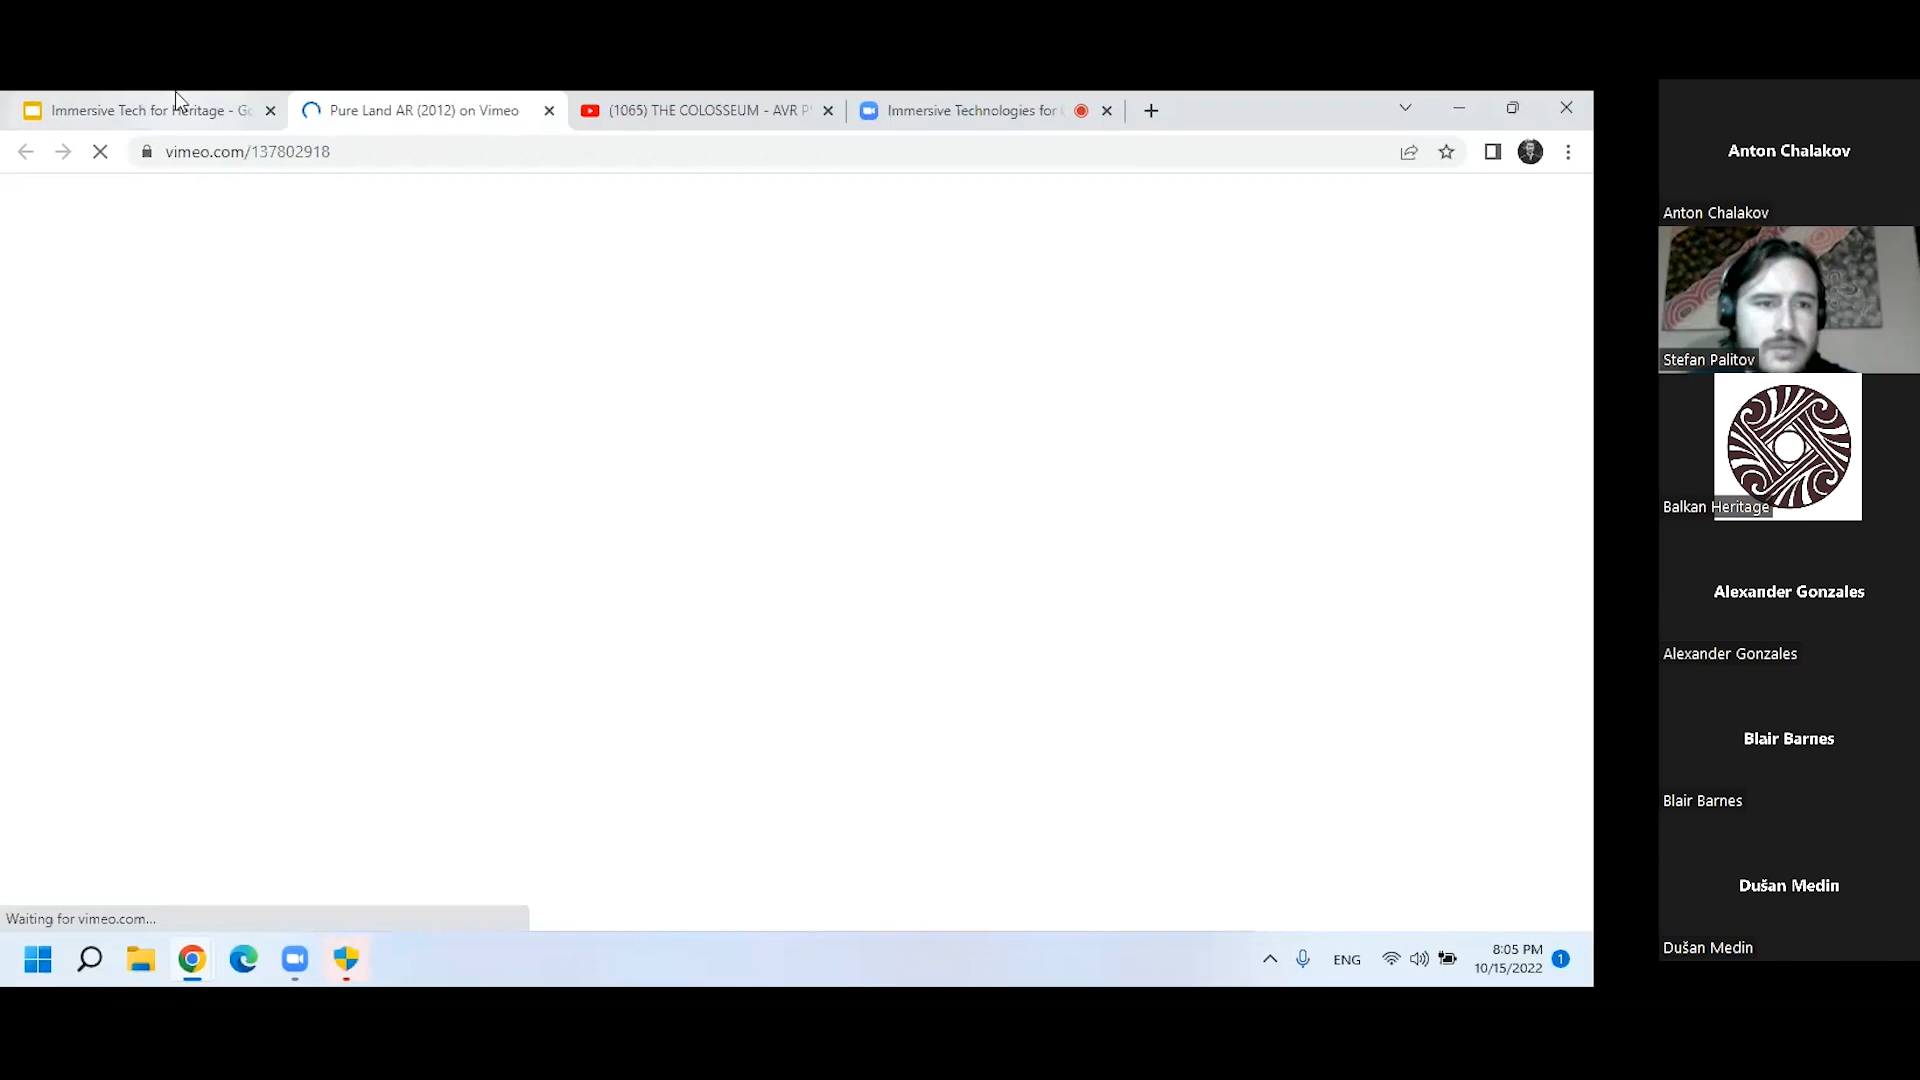 Immersive Tech for Heritage - Go
Pure Land AR (2012) on Vimeo
(1065) THE COLOSSEUM - AVR P
Immersive Technologies for
vimeo.com/137802918
Anton Chalakov
Anton Chalakov
Stefan Palitov
Balkan Heritage
Alexander Gonzales
Alexander Gonzales
Blair Barnes
Blair Barnes
Dušan Medin
Dušan Medin
Waiting for vimeo.com...
ENG
8:05 PM
10/15/2022
1